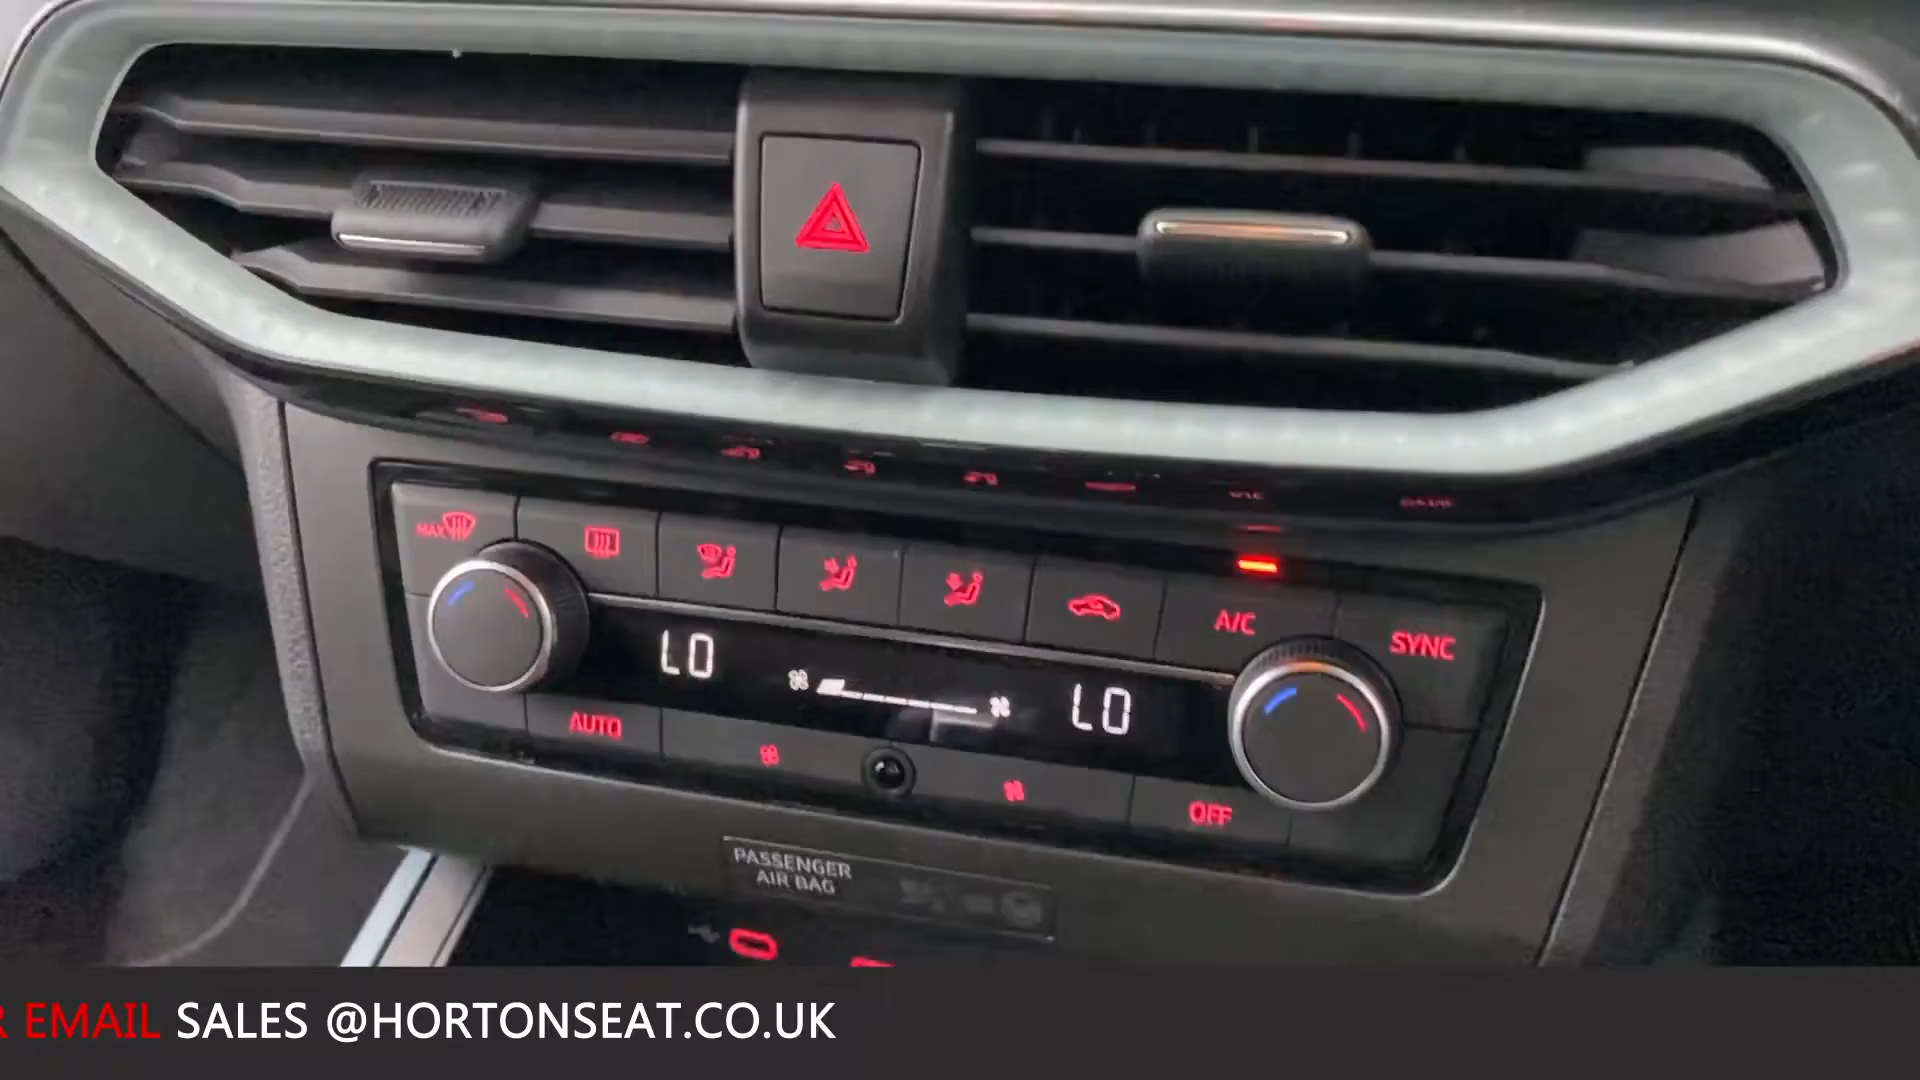 MAX
A/C
SYNC
LO
LO
AUTO
OFF
PASSENGER
AIR BAG
R EMAIL SALES @HORTONSEAT.CO.UK